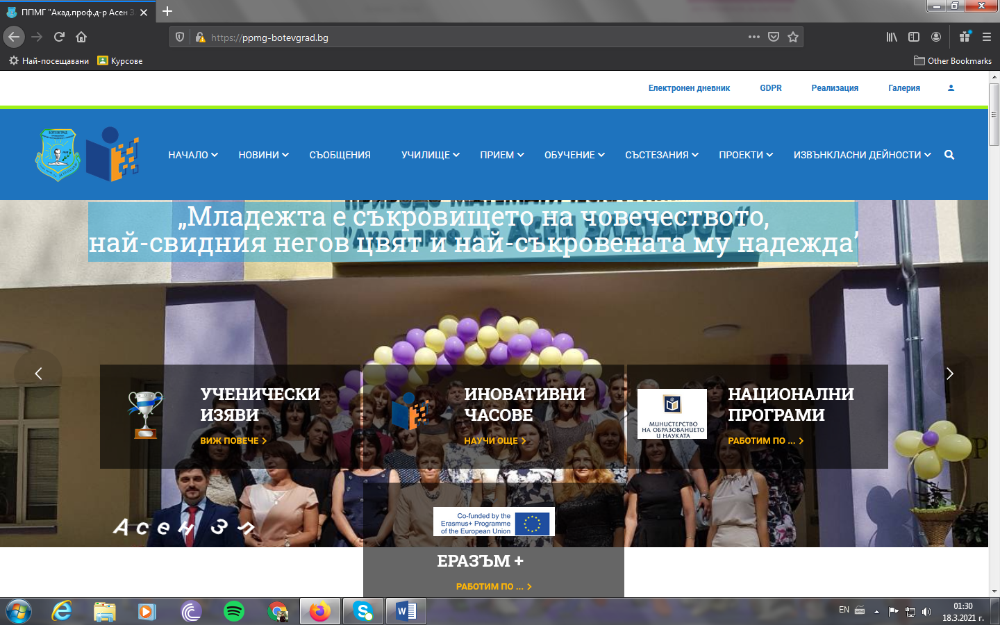 ППМГ "Акад.проф.д-р Асен З
https://ppmg-botevgrad.bg
Най-посещавани
Курсове
Other Bookmarks
Електронен дневник
GDPR
Реализация
Галерия
БОТЕВГРАД
НАЧАЛО
НОВИНИ
СЪОБЩЕНИЯ
УЧИЛИЩЕ
ПРИЕМ
ОБУЧЕНИЕ
СЪСТЕЗАНИЯ
ПРОЕКТИ
ИЗВЪНКЛАСНИ ДЕЙНОСТИ
„Младежта е съкровището на човечеството,
най-свидния негов цвят и най-съкровената му надежда’
УЧЕНИЧЕСКИ
ИЗЯВИ
ВИЖ ПОВЕЧЕ
ИНОВАТИВНИ
ЧАСОВЕ
НАУЧИ ОЩЕ
МИНИСТЕРСТВО
НА ОБРАЗОВАНИЕТО
И НАУКАТА
НАЦИОНАЛНИ
ПРОГРАМИ
РАБОТИМ ПО ...
Асен Зл
Co-funded by the
Erasmus+ Programme
of the European Union
ЕРАЗЪМ +
РАБОТИМ ПО ...
EN
01:30
18.3.2021 г.